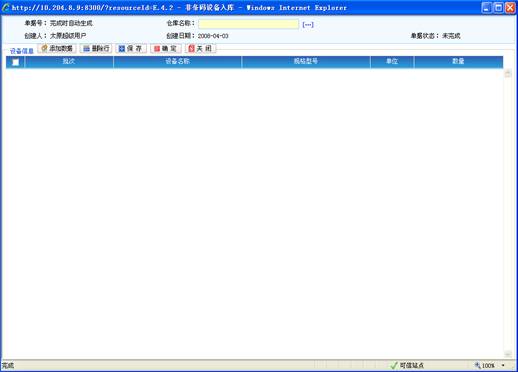 http://10.204.8.9:8300/?resourceId=8.4.2 - 非条码设备入库 - Windows Internet Explorer
单据号： 完成时自动生成 仓库名称： [...]
创建人： 太原超级用户 创建日期： 2008-04-03 单据状态： 未完成
设备信息 添加数据 删除行 保 存 确 定 关 闭
批次 设备名称 规格型号 单位 数量
完成 可信站点 100%